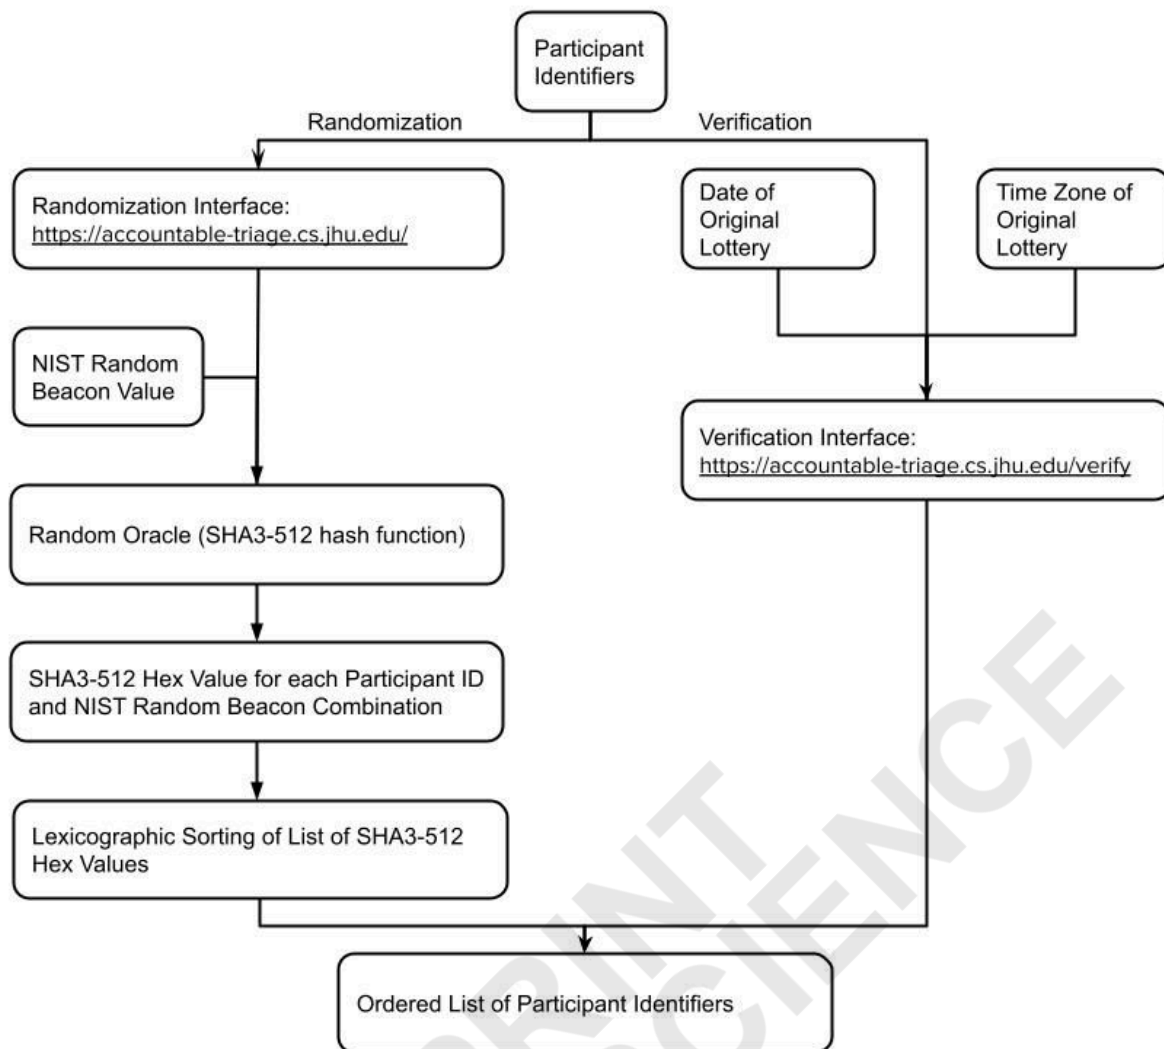 Participant
Identifiers
Randomization
Verification
Randomization Interface:
https://accountable-triage.cs.jhu.edu/
Date of
Original
Lottery
Time Zone of
Original
Lottery
NIST Random
Beacon Value
Verification Interface:
https://accountable-triage.cs.jhu.edu/verify
Random Oracle (SHA3-512 hash function)
SHA3-512 Hex Value for each Participant ID
and NIST Random Beacon Combination
Lexicographic Sorting of List of SHA3-512
Hex Values
Ordered List of Participant Identifiers